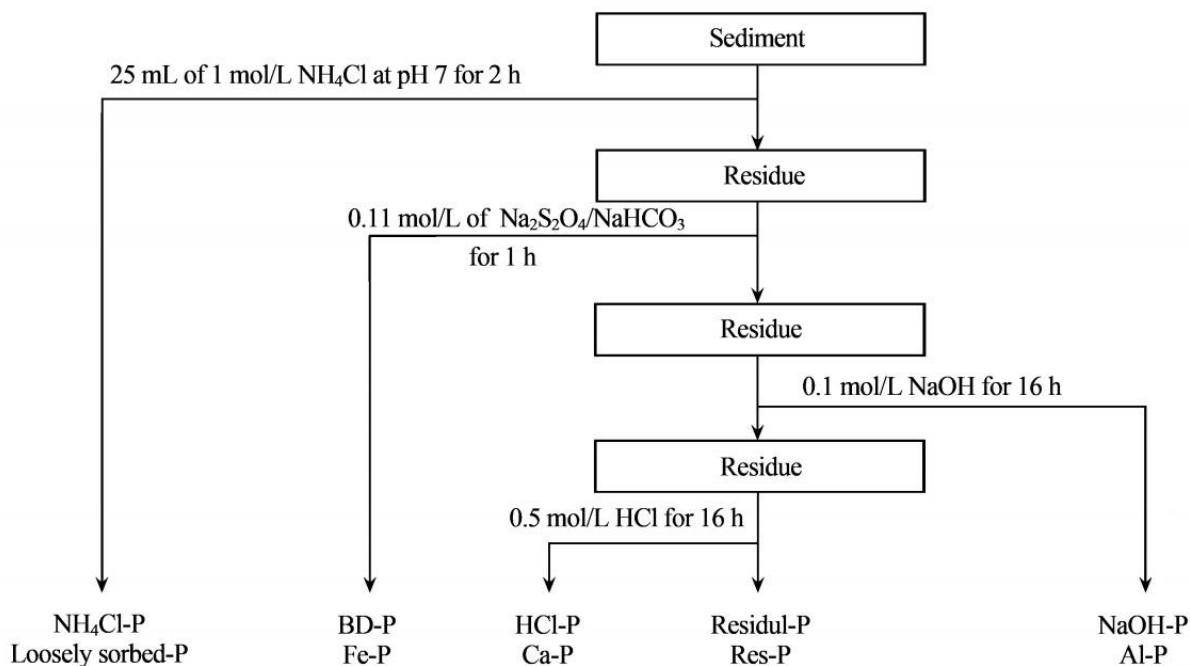 Sediment
25 mL of 1 mol/L NH₄Cl at pH 7 for 2 h
Residue
0.11 mol/L of Na₂S₂O₄/NaHCO₃
for 1 h
Residue
0.1 mol/L NaOH for 16 h
Residue
0.5 mol/L HCl for 16 h
NH₄Cl-P
Loosely sorbed-P
BD-P
Fe-P
HCl-P
Ca-P
Residul-P
Res-P
NaOH-P
Al-P